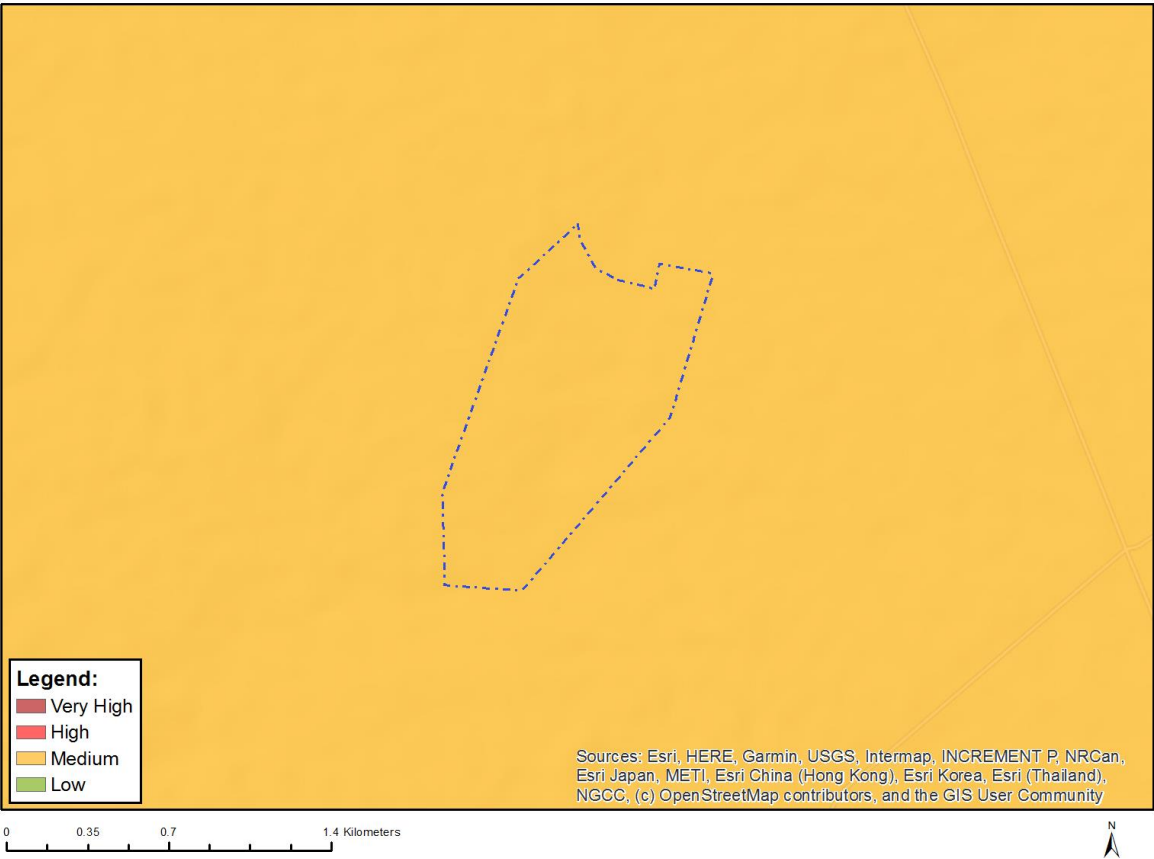 Legend:
Very High
High
Medium
Low
Sources: Esri, HERE, Garmin, USGS, Intermap, INCREMENT P, NRCan,
Esri Japan, METI, Esri China (Hong Kong), Esri Korea, Esri (Thailand),
NGCC, (c) OpenStreetMap contributors, and the GIS User Community
0 0.35 0.7 1.4 Kilometers
N